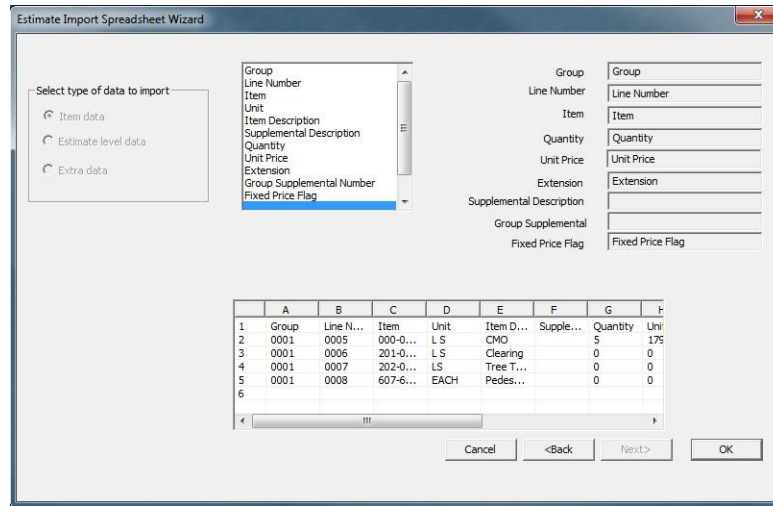 Estimate Import Spreadsheet Wizard
Select type of data to import
Item data
Estimate level data
Extra data
Group
Line Number
Item
Unit
Item Description
Supplemental Description
Quantity
Unit Price
Extension
Group Supplemental Number
Fixed Price Flag
Group Group
Line Number Line Number
Item Item
Quantity Quantity
Unit Price Unit Price
Extension Extension
Supplemental Description
Group Supplemental
Fixed Price Flag Fixed Price Flag
A B C D E F G H
1 Group Line N... Item Unit Item D... Supple... Quantity Uni
2 0001 0005 000-0... L S CMO 5 179
3 0001 0006 201-0... L S Clearing 0 0
4 0001 0007 202-0... LS Tree T... 0 0
5 0001 0008 607-6... EACH Pedes... 0 0
6
Cancel <Back Next> OK